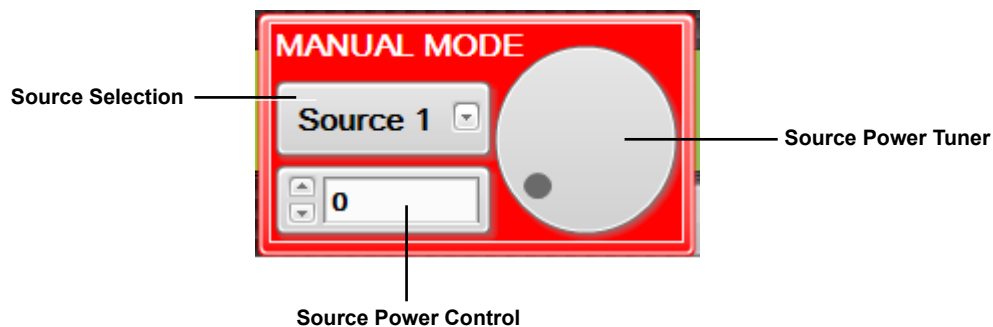 MANUAL MODE
Source Selection
Source 1
Source Power Tuner
0
Source Power Control